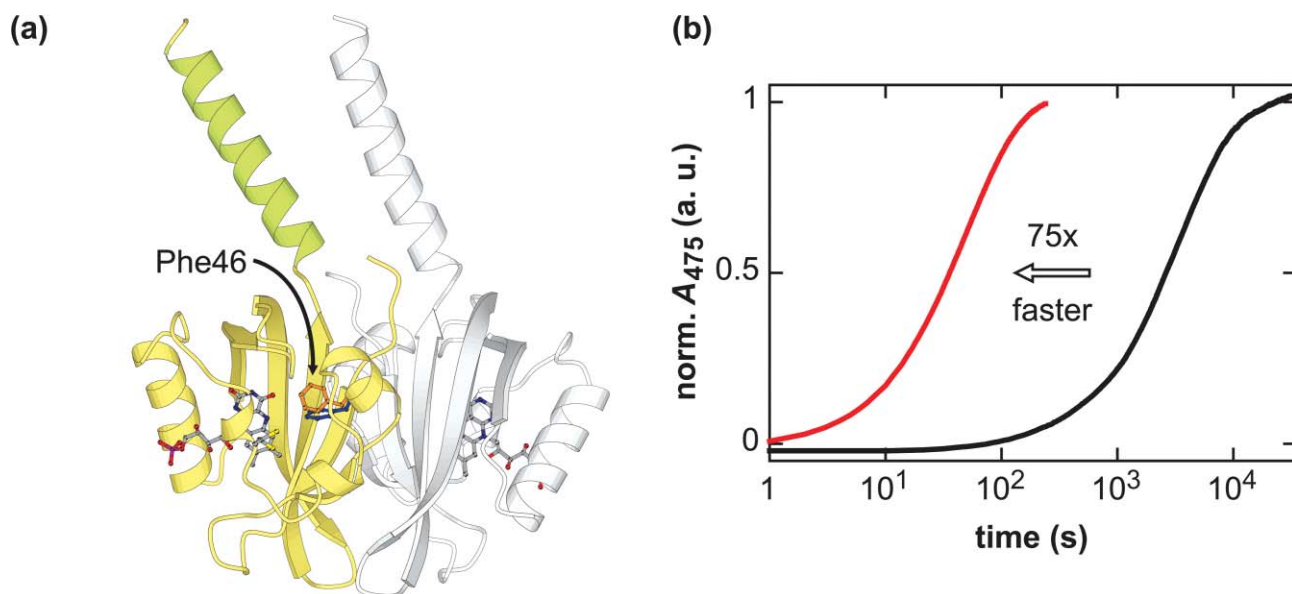 (a)
Phe46
(b)
norm. A475 (a. u.)
1
0.5
0
75x
faster
1
10¹
10²
10³
10⁴
time (s)